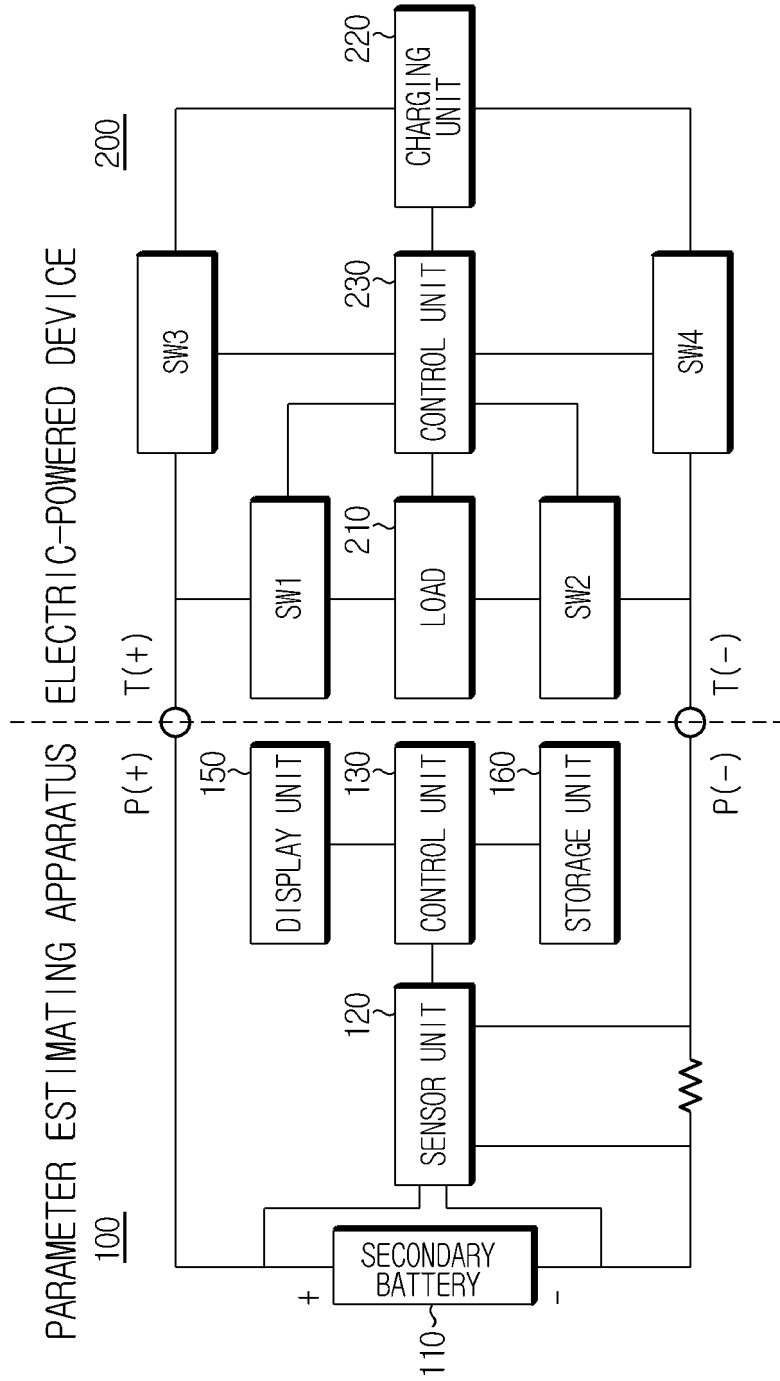 PARAMETER ESTIMATING APPARATUS
ELECTRIC-POWERED DEVICE
100
200
P(+)
T(+)
SW3
150
DISPLAY UNIT
SW1
+
SECONDARY
BATTERY
110
-
120
SENSOR UNIT
130
CONTROL UNIT
210
LOAD
230
CONTROL UNIT
220
CHARGING
UNIT
160
STORAGE UNIT
SW2
P(-)
T(-)
SW4